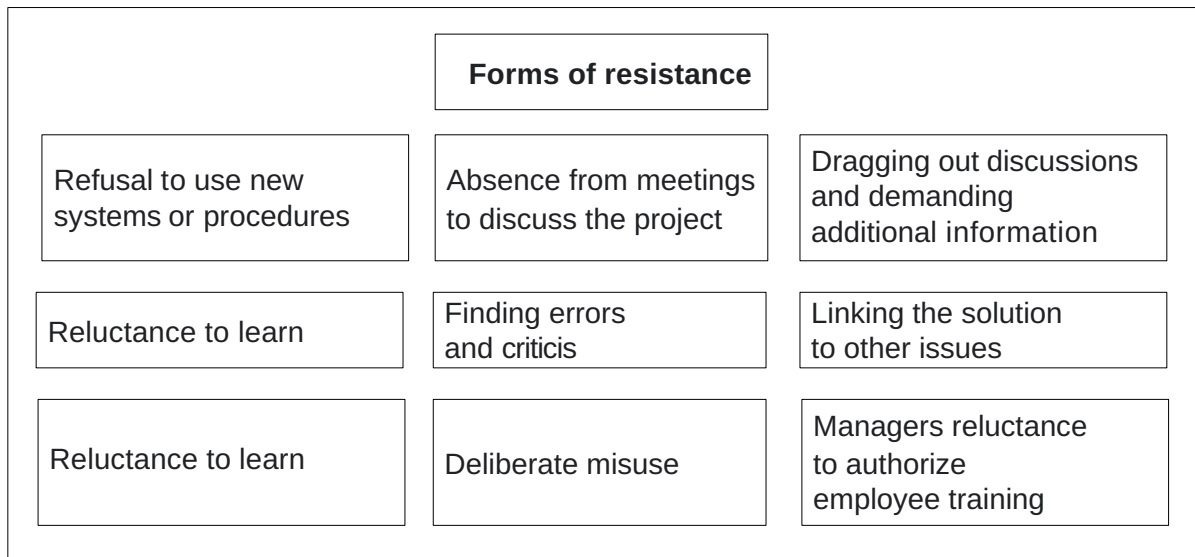 Forms of resistance
Refusal to use new
systems or procedures
Absence from meetings
to discuss the project
Dragging out discussions
and demanding
additional information
Reluctance to learn
Finding errors
and criticis
Linking the solution
to other issues
Reluctance to learn
Deliberate misuse
Managers reluctance
to authorize
employee training